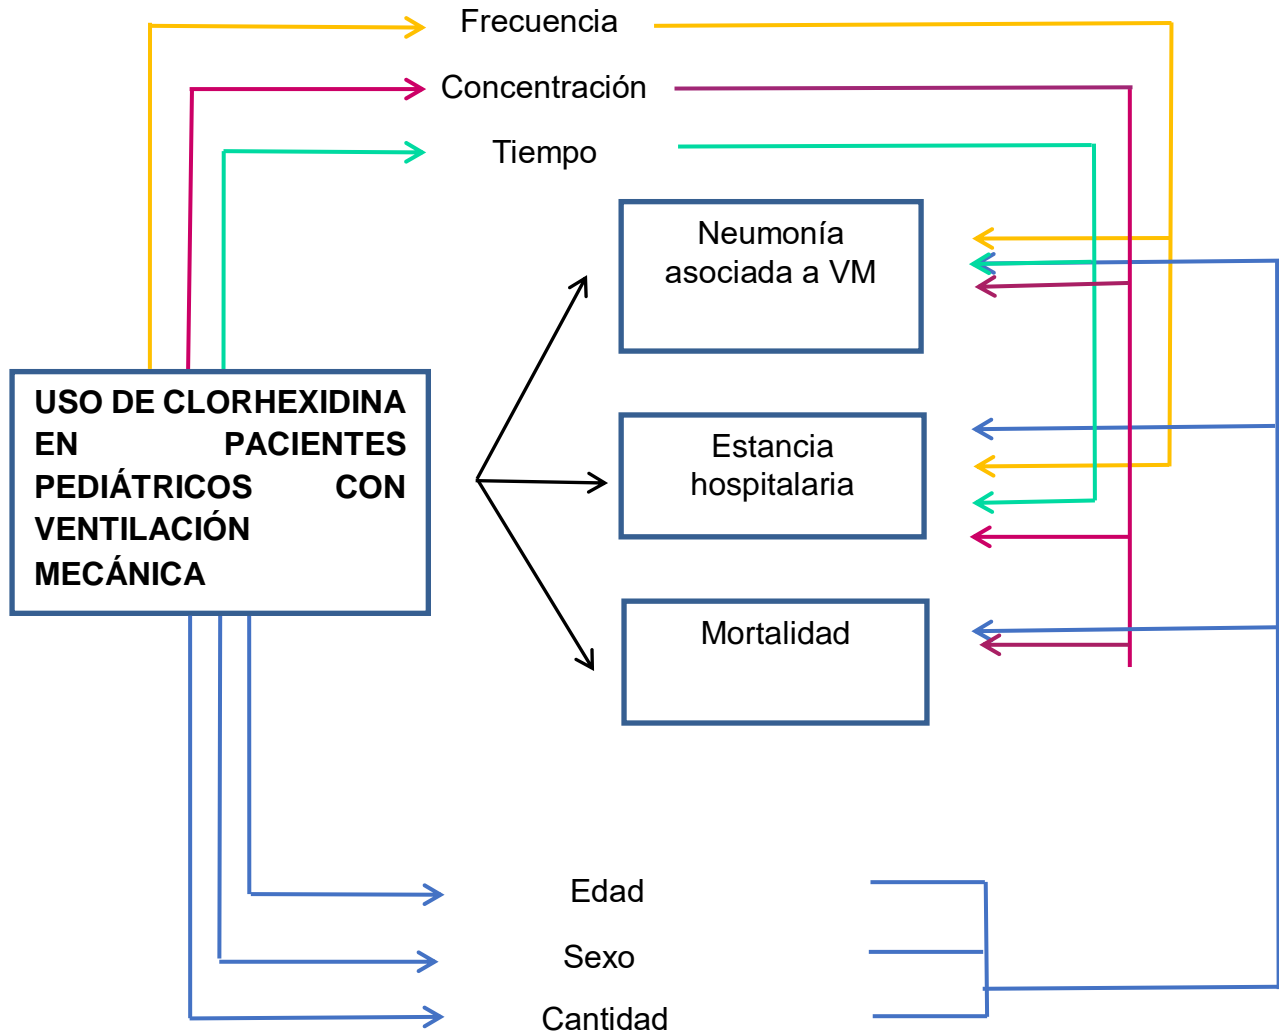 Frecuencia
Concentración
Tiempo
Neumonía
asociada a VM
USO DE CLORHEXIDINA
EN PACIENTES
PEDIÁTRICOS CON
VENTILACIÓN
MECÁNICA
Estancia
hospitalaria
Mortalidad
Edad
Sexo
Cantidad